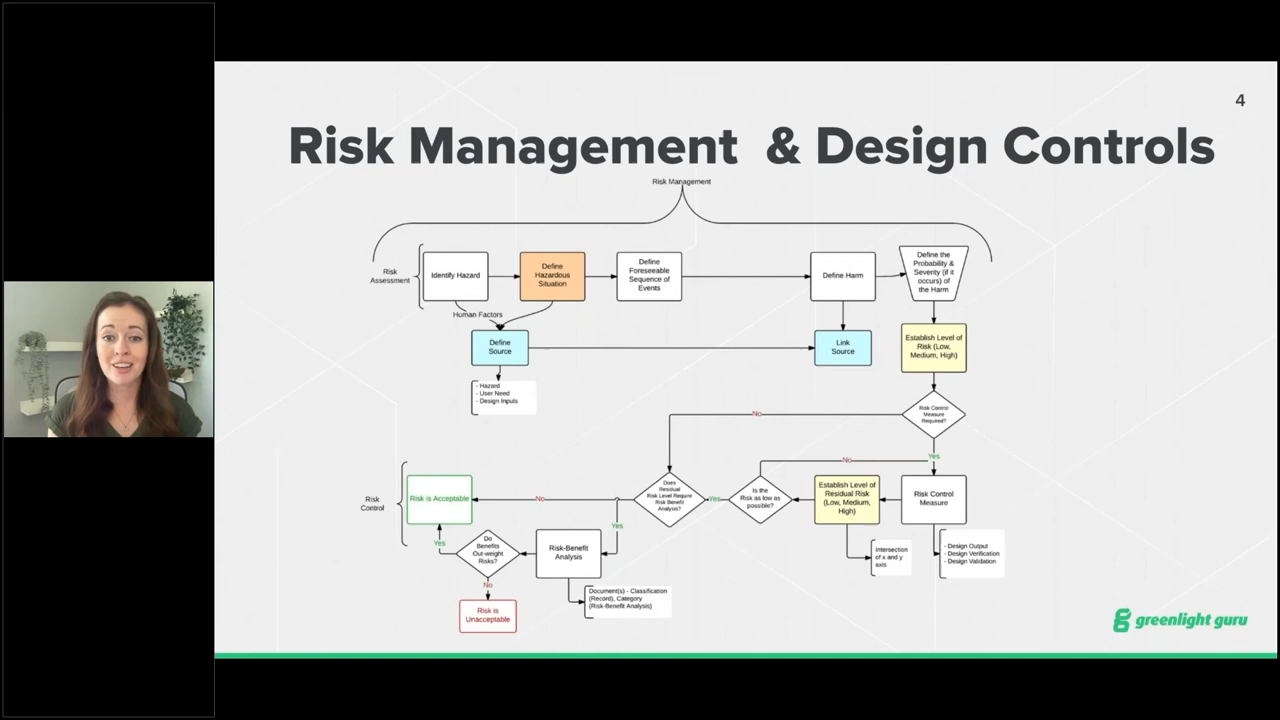 4
Risk Management & Design Controls
Risk Management
Risk
Assessment
Identify Hazard
Define
Hazardous
Situation
Define
Foreseeable
Sequence of
Events
Define Harm
Define the
Probability &
Severity (if it
occurs) of
the Harm
Human Factors
Define
Source
Link
Source
Establish Level of
Risk (Low,
Medium, High)
- Hazard
- User Need
- Design Inputs
Risk Control
Measure
Required?
No
Yes
No
Risk
Control
Risk is Acceptable
No
Does
Residual
Risk Level Require
Risk Benefit
Analysis?
Yes
Is the
Risk as low as
possible?
Establish Level of
Residual Risk
(Low, Medium,
High)
Risk Control
Measure
Yes
Yes
Do
Benefits
Out-weight
Risks?
Risk-Benefit
Analysis
Intersection
of x and y
axis
- Design Output
- Design Verification
- Design Validation
No
Document(s) - Classification
(Record), Category
(Risk-Benefit Analysis)
Risk is
Unacceptable
greenlight guru